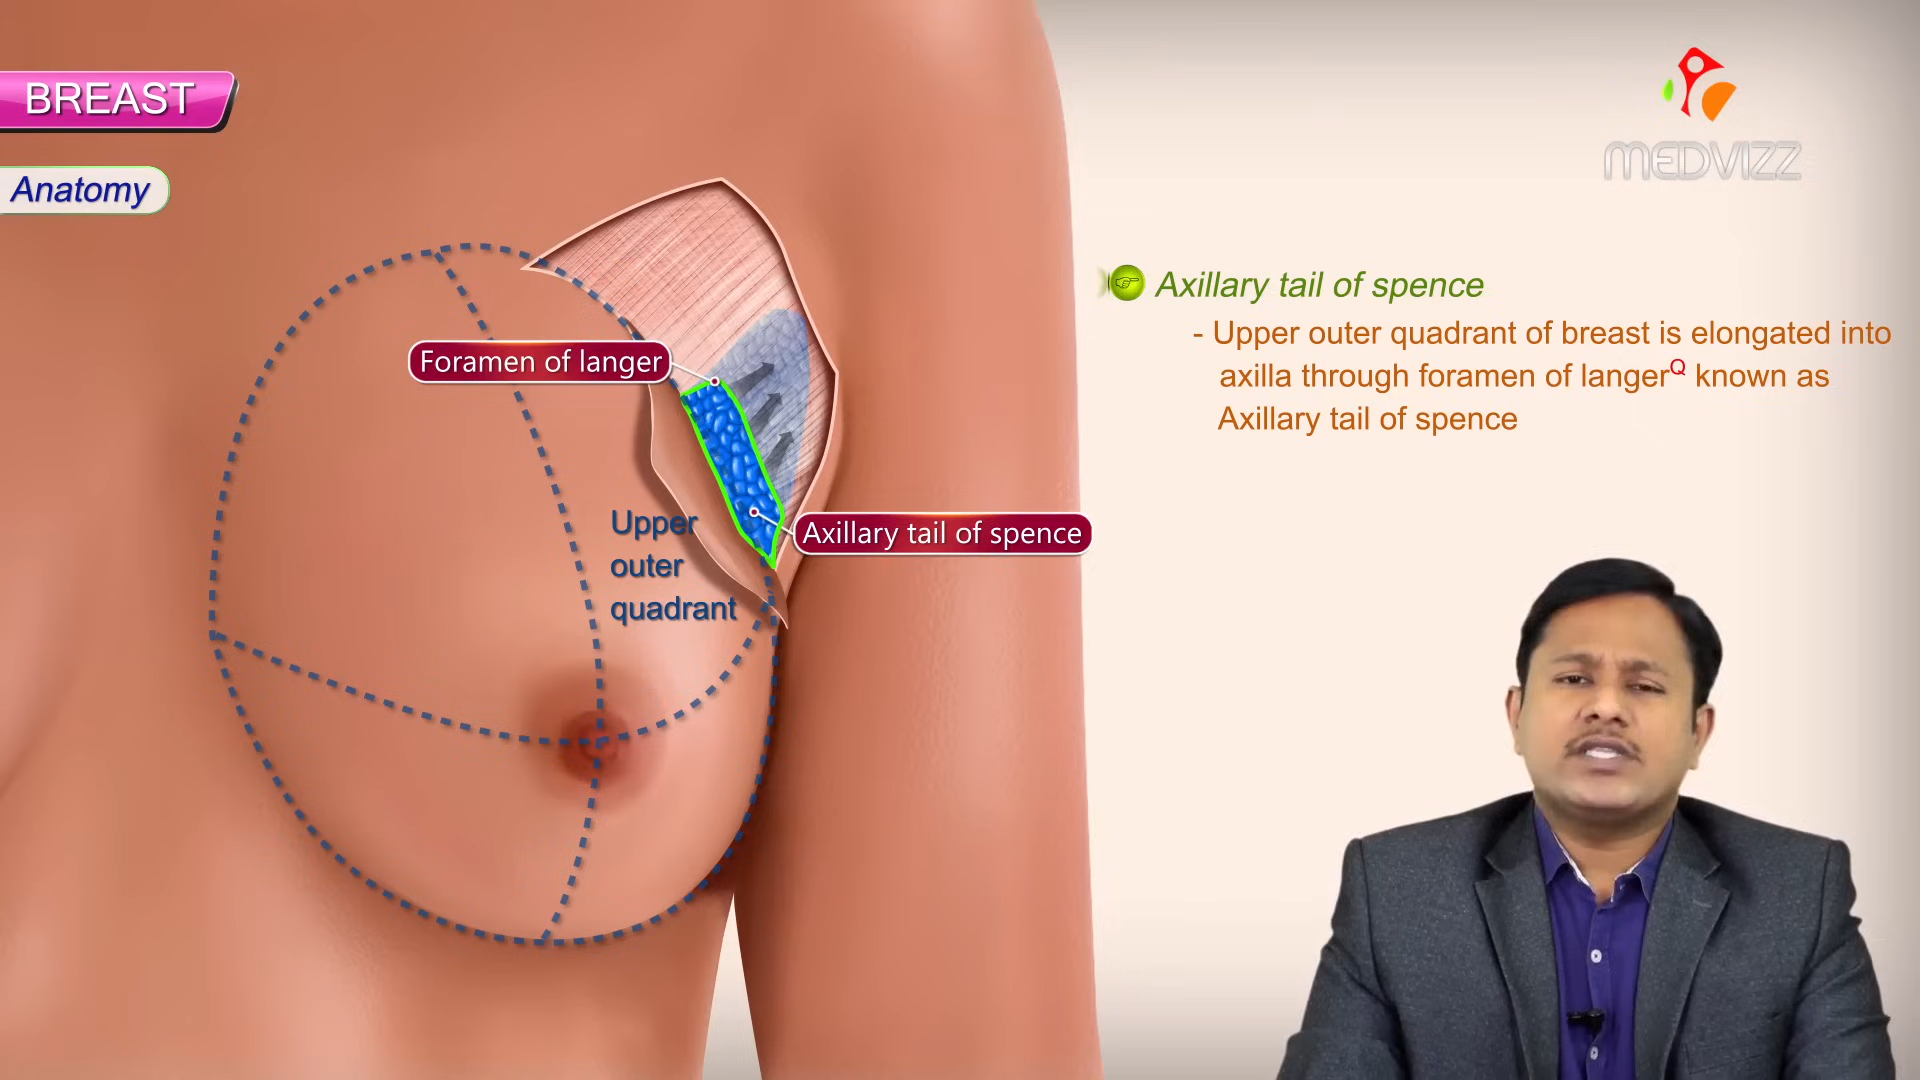 BREAST
Anatomy
MEDVIZZ
Foramen of langer
Axillary tail of spence
Upper
outer
quadrant
Axillary tail of spence
- Upper outer quadrant of breast is elongated into
axilla through foramen of langerQ known as
Axillary tail of spence